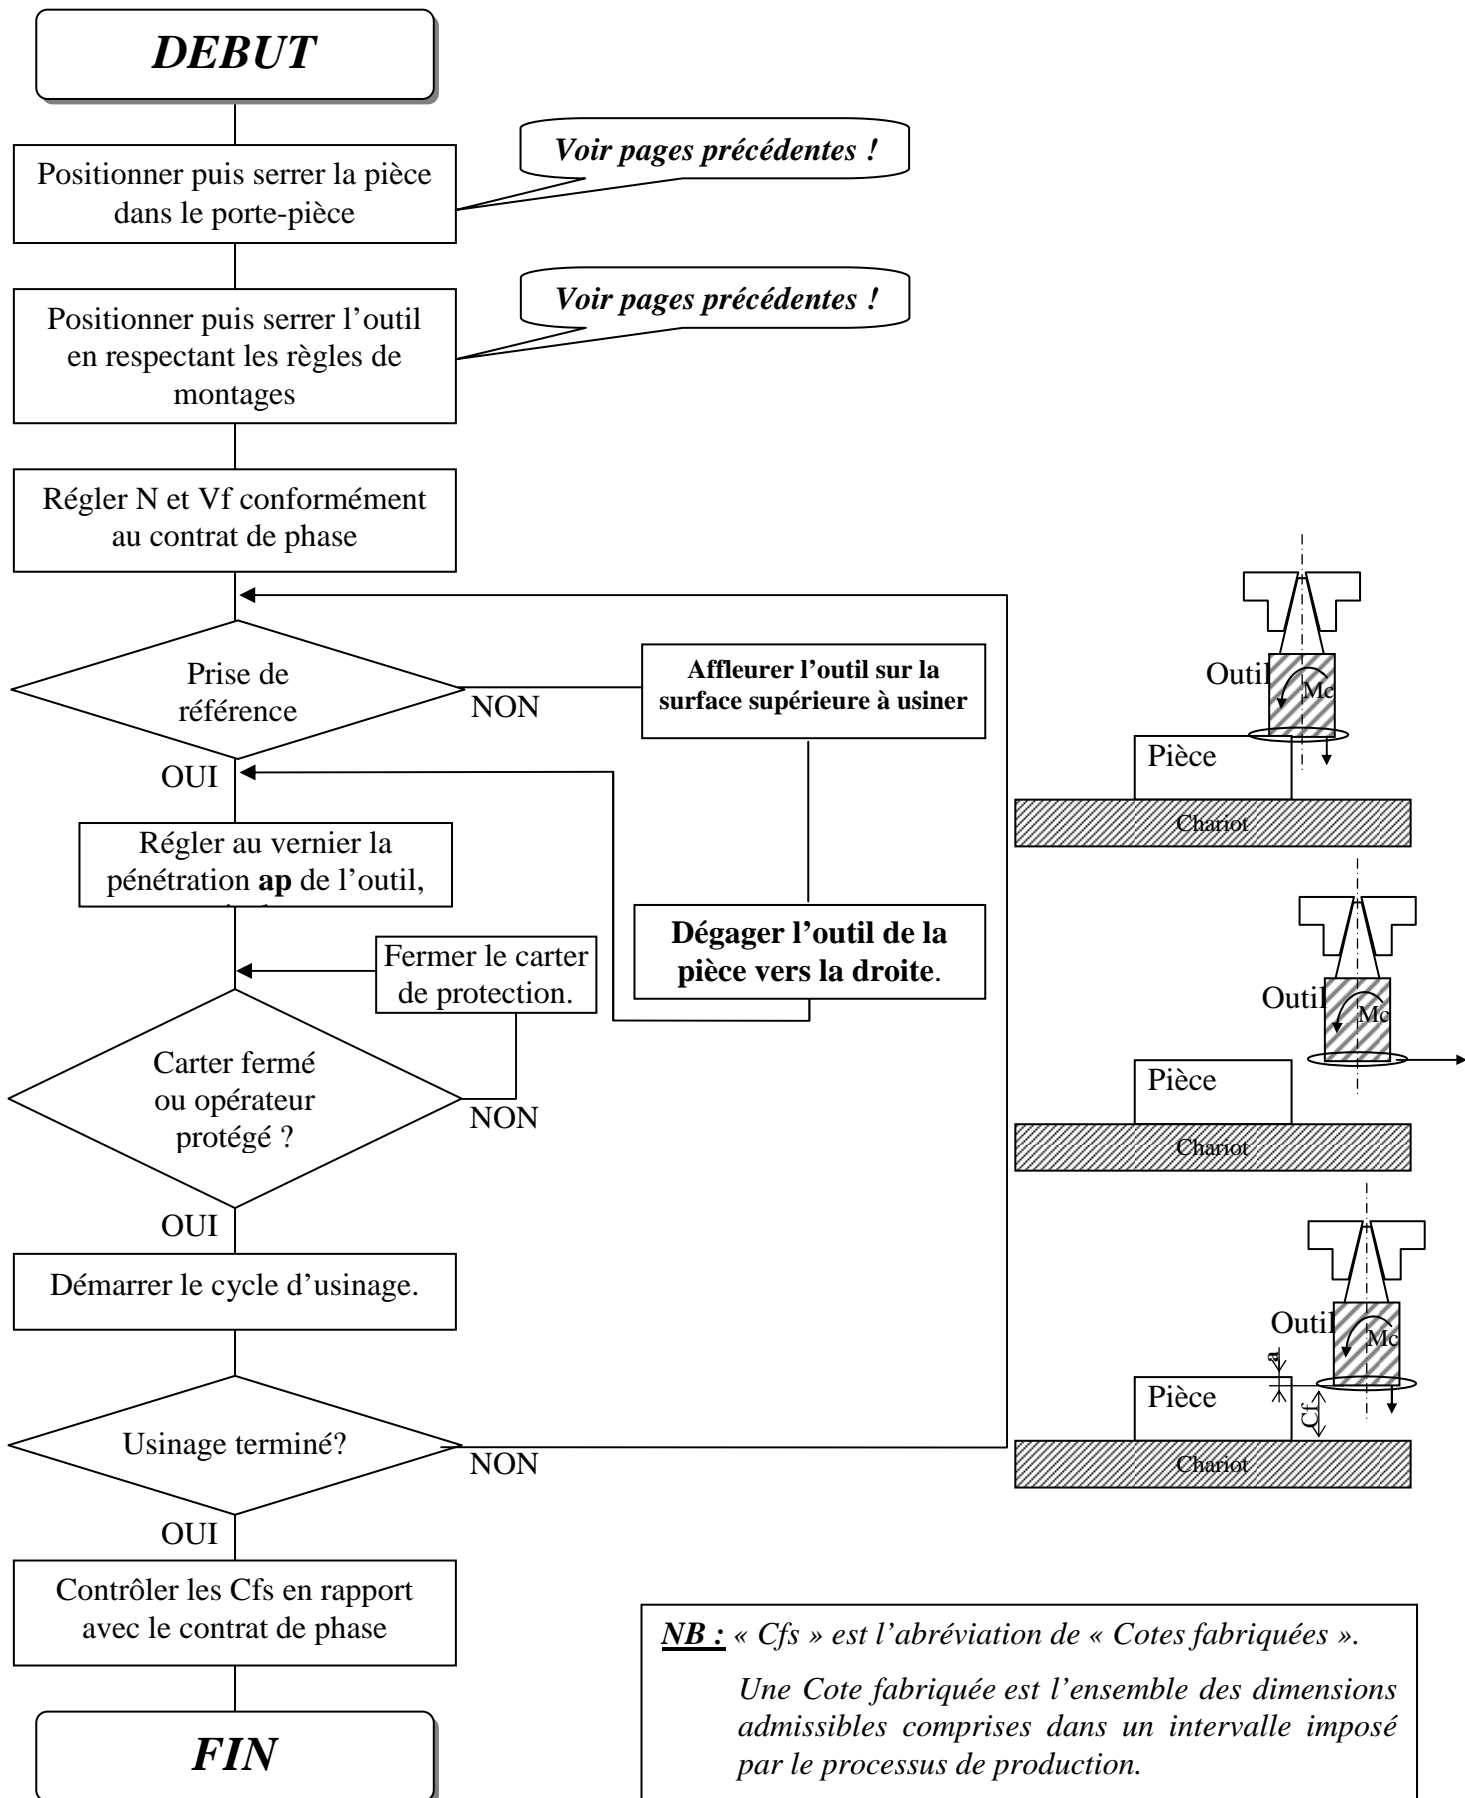 DEBUT
Voir pages précédentes !
Positionner puis serrer la pièce
dans le porte-pièce
Voir pages précédentes !
Positionner puis serrer l’outil
en respectant les règles de
montages
Régler N et Vf conformément
au contrat de phase
Prise de
référence
NON
OUI
Affleurer l’outil sur la
surface supérieure à usiner
Régler au vernier la
pénétration ap de l’outil,
Dégager l’outil de la
pièce vers la droite.
Fermer le carter
de protection.
Carter fermé
ou opérateur
protégé ?
NON
OUI
Démarrer le cycle d’usinage.
Usinage terminé?
NON
OUI
Contrôler les Cfs en rapport
avec le contrat de phase
FIN
Outil
Mc
Pièce
Chariot
Outil
Mc
Pièce
Chariot
Outil
Mc
a
Pièce
Cf
Chariot
NB : « Cfs » est l’abréviation de « Cotes fabriquées ».
Une Cote fabriquée est l’ensemble des dimensions
admissibles comprises dans un intervalle imposé
par le processus de production.